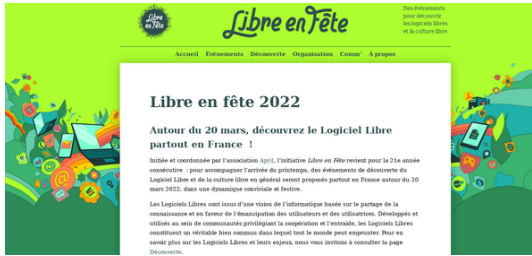 Libre
en Fête
Libre en Fête
Des événements
pour découvrir
les logiciels libres
et la culture libre
Accueil Événements Découverte Organisation Comm' À propos
Libre en fête 2022
Autour du 20 mars, découvrez le Logiciel Libre
partout en France !
Initiée et coordonnée par l'association April, l'initiative Libre en Fête revient pour la 21e année
consécutive : pour accompagner l'arrivée du printemps, des événements de découverte du
Logiciel Libre et de la culture libre en général seront proposés partout en France autour du 20
mars 2022, dans une dynamique conviviale et festive.
Les Logiciels Libres sont issus d'une vision de l'informatique basée sur le partage de la
connaissance et en faveur de l'émancipation des utilisateurs et des utilisatrices. Développés et
utilisés au sein de communautés privilégiant la coopération et l'entraide, les Logiciels Libres
constituent un véritable bien commun dans lequel tout le monde peut emprunter. Pour en
savoir plus sur les Logiciels Libres et leurs enjeux, nous vous invitons à consulter la page
Découverte.